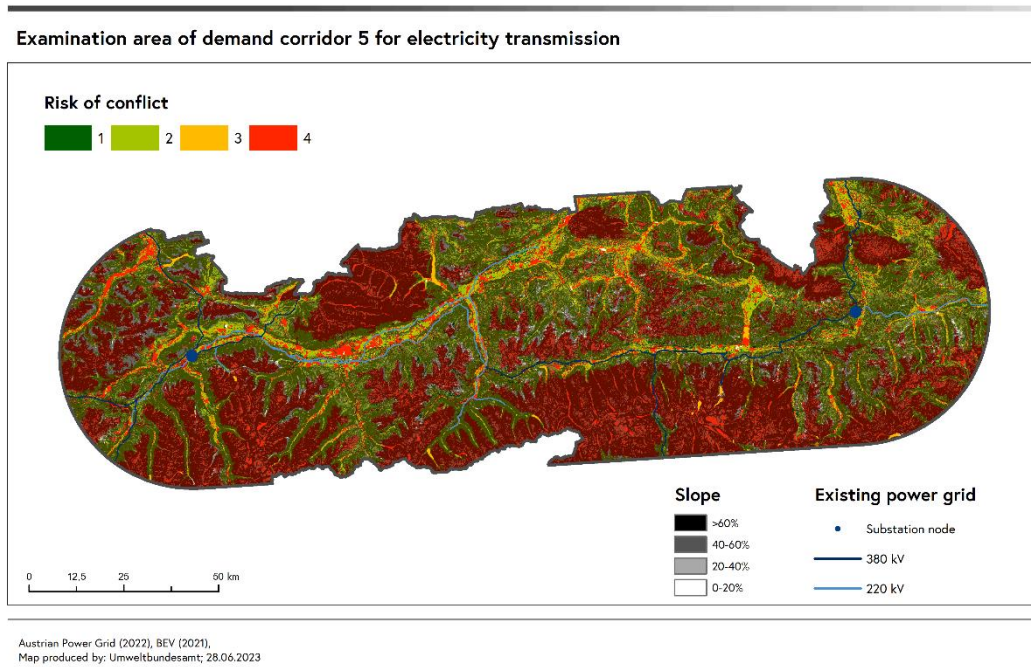 Examination area of demand corridor 5 for electricity transmission
Risk of conflict
1 2 3 4
Slope
>60%
40-60%
20-40%
0-20%
Existing power grid
Substation node
380 kV
220 kV
0 12,5 25 50 km
Austrian Power Grid (2022), BEV (2021),
Map produced by: Umweltbundesamt; 28.06.2023